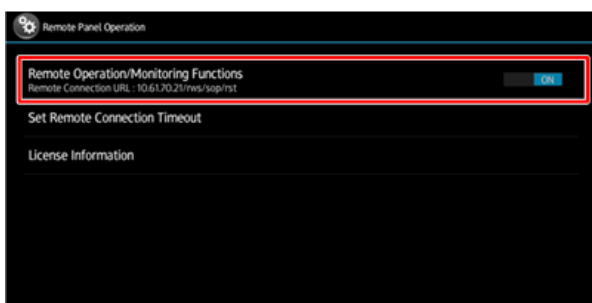 Remote Panel Operation
Remote Operation/Monitoring Functions
ON
Remote Connection URL : 10.61.70.21/rws/sop/rst
Set Remote Connection Timeout
License Information